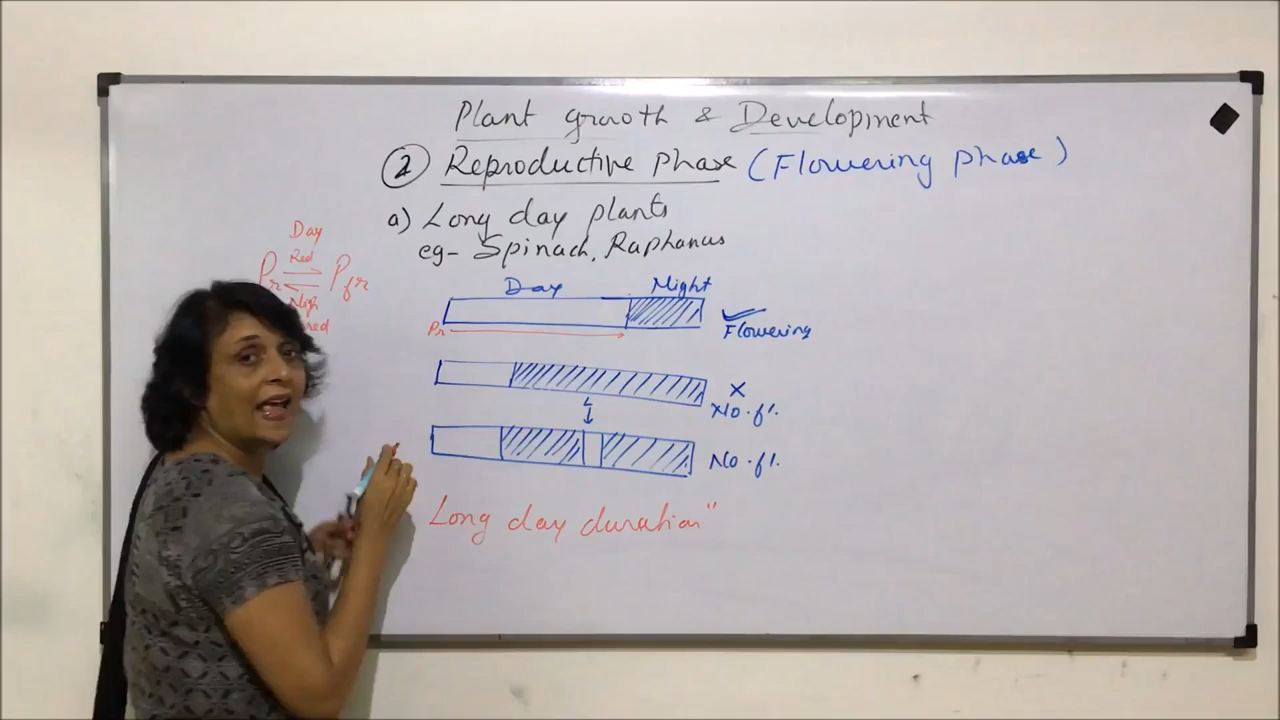 Plant growth & Development
② Reproductive phase (Flowering phase)
a) Long day plants
eg- Spinach, Raphanus
Day
Red
Pr Pfr
Day Night
Pr
✓ Flowering
×
No.fl.
No.fl.
Long day duration"